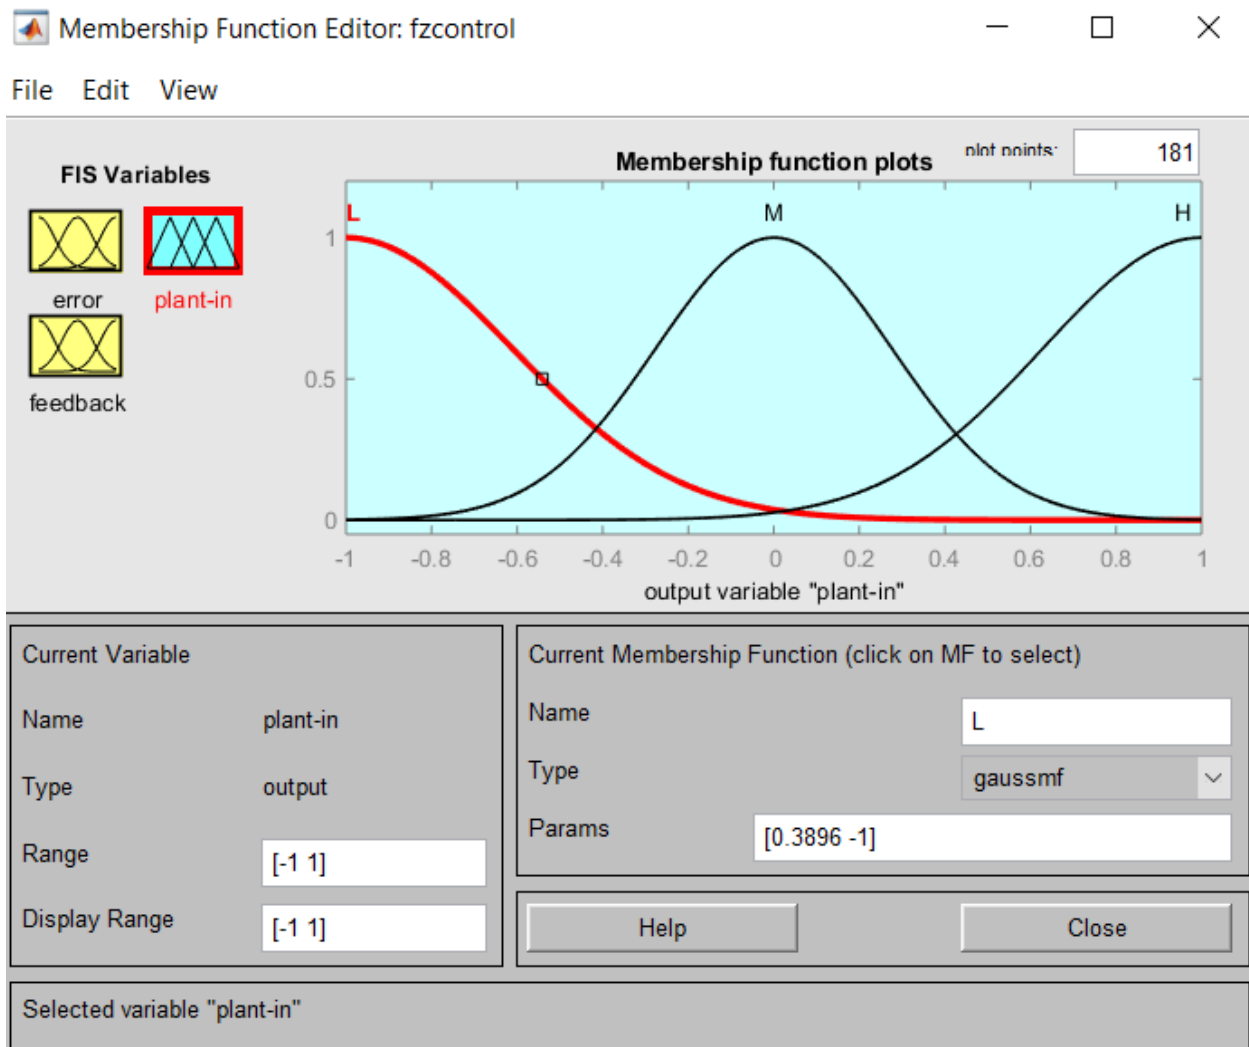 Membership Function Editor: fzcontrol
File Edit View
FIS Variables
Membership function plots
plot points:
181
error
plant-in
feedback
L
M
H
1
0.5
0
-1 -0.8 -0.6 -0.4 -0.2 0 0.2 0.4 0.6 0.8 1
output variable "plant-in"
Current Variable
Name plant-in
Type output
Range [-1 1]
Display Range [-1 1]
Current Membership Function (click on MF to select)
Name L
Type gaussmf
Params [0.3896 -1]
Help Close
Selected variable "plant-in"